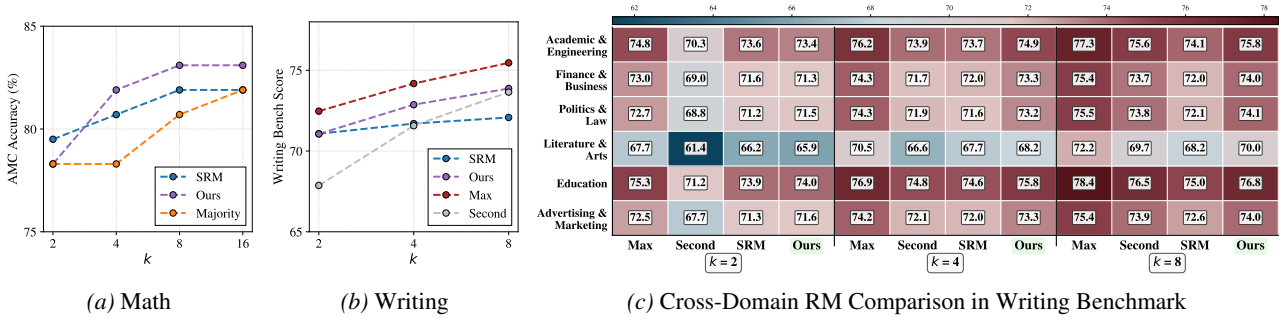 85
80
75
AMC Accuracy (%)
2 4 8 16
k
SRM
Ours
Majority
(a) Math
75
70
65
Writing Bench Score
2 4 8
k
SRM
Ours
Max
Second
(b) Writing
62 64 66 68 70 72 74 76 78
Academic &
Engineering
74.8 70.3 73.6 73.4 76.2 73.9 73.7 74.9 77.3 75.6 74.1 75.8
Finance &
Business
73.0 69.0 71.6 71.3 74.3 71.7 72.0 73.3 75.4 73.7 72.0 74.0
Politics &
Law
72.7 68.8 71.2 71.5 74.3 71.9 71.6 73.2 75.5 73.8 72.1 74.1
Literature &
Arts
67.7 61.4 66.2 65.9 70.5 66.6 67.7 68.2 72.2 69.7 68.2 70.0
Education
75.3 71.2 73.9 74.0 76.9 74.8 74.6 75.8 78.4 76.5 75.0 76.8
Advertising &
Marketing
72.5 67.7 71.3 71.6 74.2 72.1 72.0 73.3 75.4 73.9 72.6 74.0
Max Second SRM Ours Max Second SRM Ours Max Second SRM Ours
k = 2 k = 4 k = 8
(c) Cross-Domain RM Comparison in Writing Benchmark